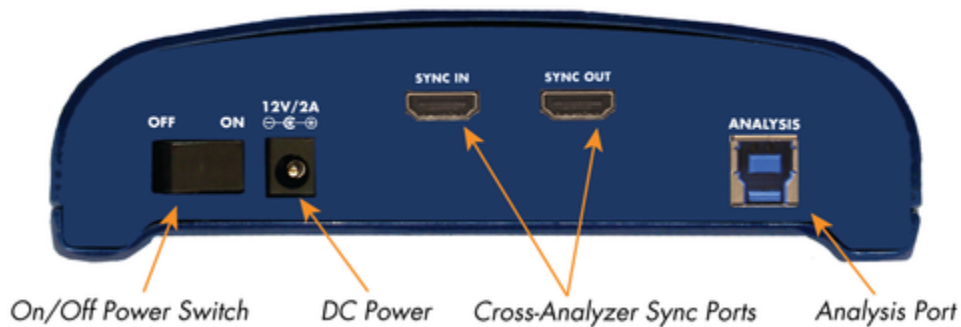 SYNC IN
SYNC OUT
12V/2A
OFF
ON
ANALYSIS
On/Off Power Switch
DC Power
Cross-Analyzer Sync Ports
Analysis Port